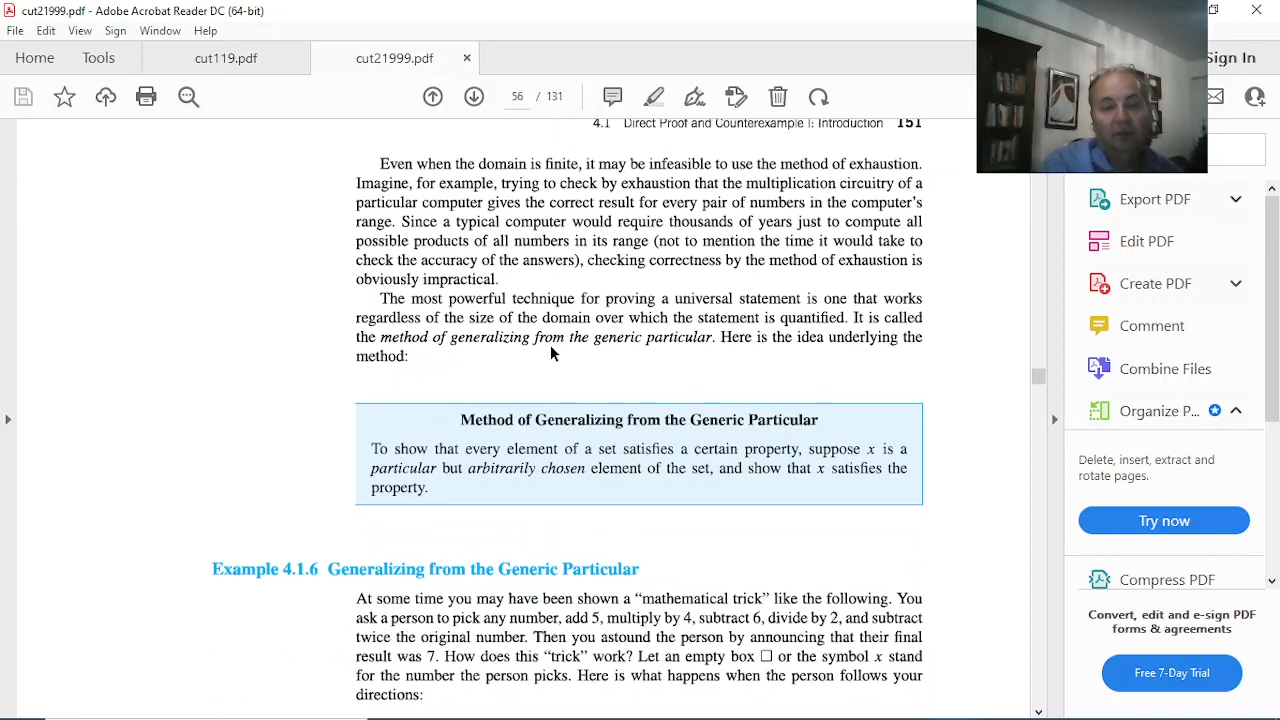 cut21999.pdf - Adobe Acrobat Reader DC (64-bit)
File Edit View Sign Window Help
Home Tools cut119.pdf cut21999.pdf × Sign In
56 / 131
4.1 Direct Proof and Counterexample I: Introduction 151
Even when the domain is finite, it may be infeasible to use the method of exhaustion.
Imagine, for example, trying to check by exhaustion that the multiplication circuitry of a
particular computer gives the correct result for every pair of numbers in the computer's
range. Since a typical computer would require thousands of years just to compute all
possible products of all numbers in its range (not to mention the time it would take to
check the accuracy of the answers), checking correctness by the method of exhaustion is
obviously impractical.
The most powerful technique for proving a universal statement is one that works
regardless of the size of the domain over which the statement is quantified. It is called
the method of generalizing from the generic particular. Here is the idea underlying the
method:
Method of Generalizing from the Generic Particular
To show that every element of a set satisfies a certain property, suppose x is a
particular but arbitrarily chosen element of the set, and show that x satisfies the
property.
Example 4.1.6 Generalizing from the Generic Particular
At some time you may have been shown a “mathematical trick” like the following. You
ask a person to pick any number, add 5, multiply by 4, subtract 6, divide by 2, and subtract
twice the original number. Then you astound the person by announcing that their final
result was 7. How does this “trick” work? Let an empty box □ or the symbol x stand
for the number the person picks. Here is what happens when the person follows your
directions:
Export PDF
Edit PDF
Create PDF
Comment
Combine Files
Organize P...
Delete, insert, extract and
rotate pages.
Try now
Compress PDF
Convert, edit and e-sign PDF
forms & agreements
Free 7-Day Trial